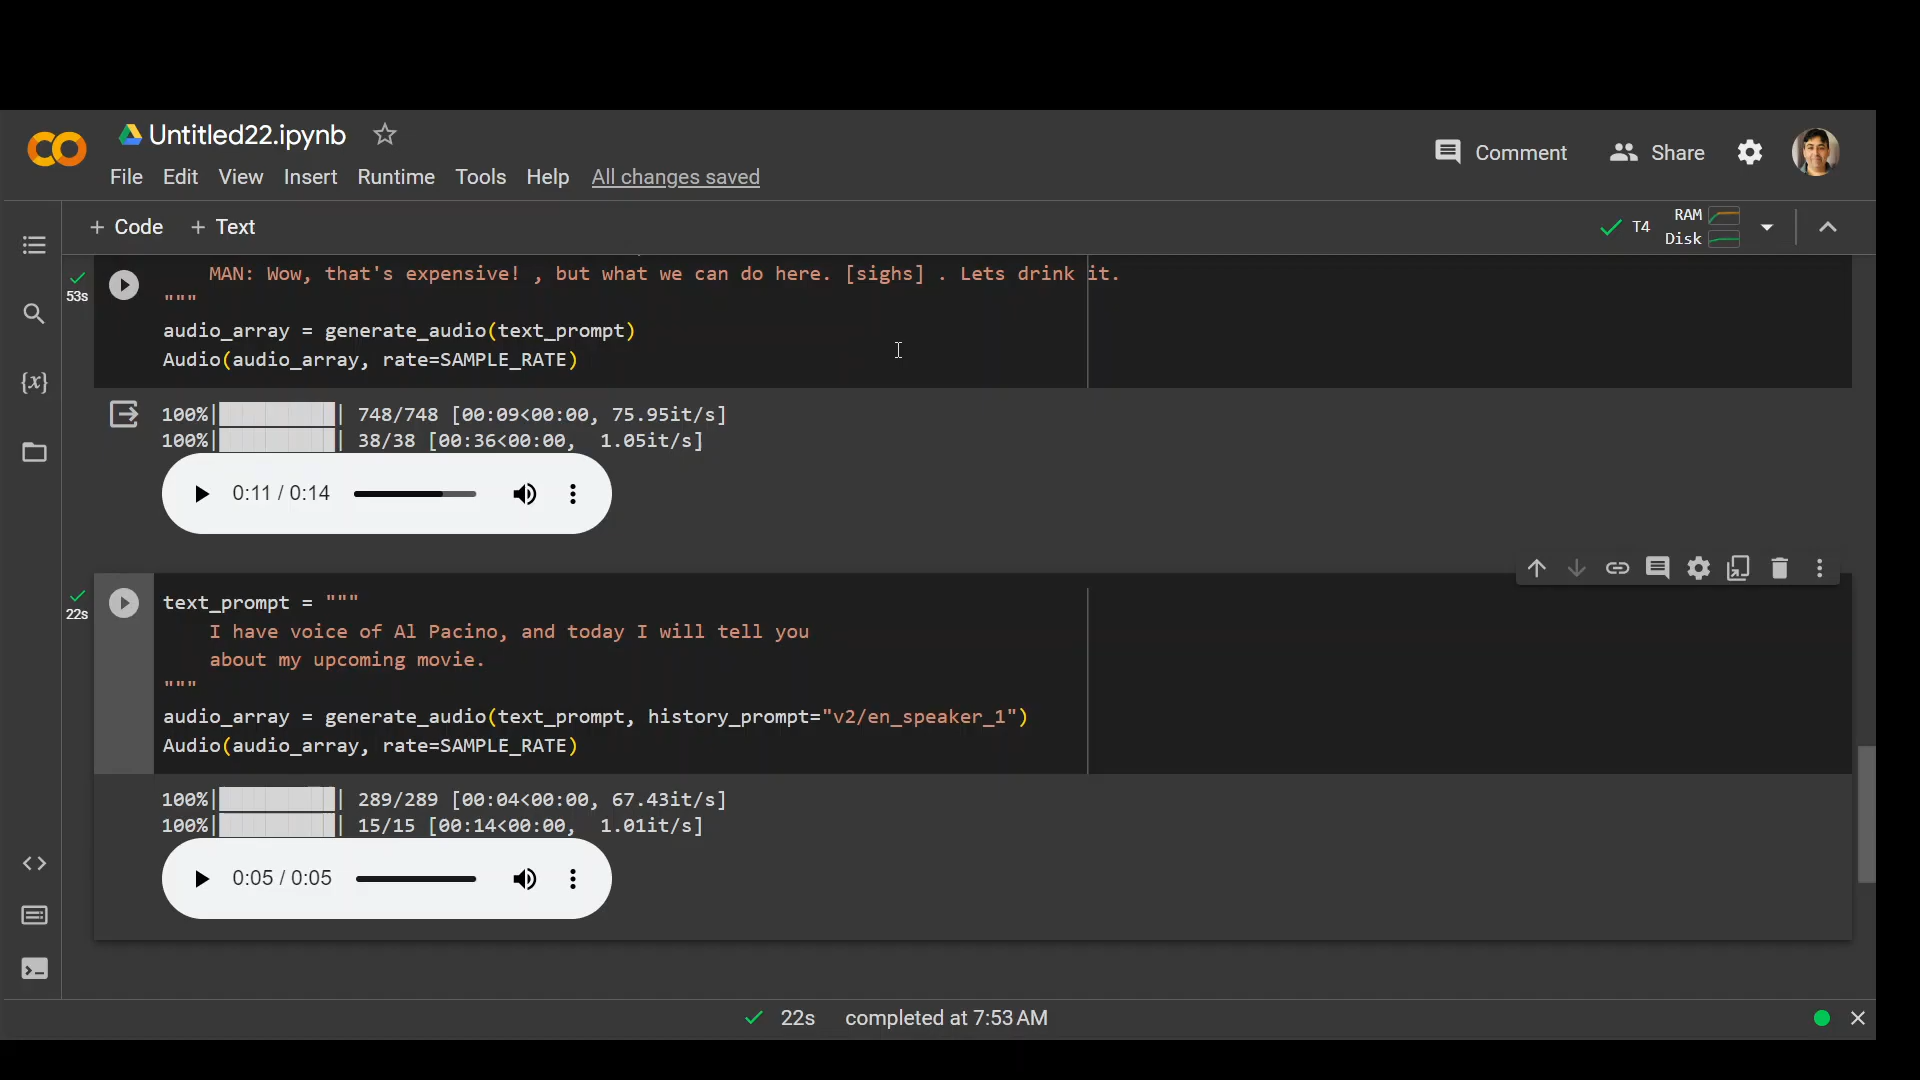 Untitled22.ipynb
Comment
Share
File Edit View Insert Runtime Tools Help All changes saved
+ Code + Text
T4
RAM
Disk
53s
MAN: Wow, that's expensive! , but what we can do here. [sighs] . Lets drink it.
"""
audio_array = generate_audio(text_prompt)
Audio(audio_array, rate=SAMPLE_RATE)
100%|██████████| 748/748 [00:09<00:00, 75.95it/s]
100%|██████████| 38/38 [00:36<00:00,  1.05it/s]
0:11 / 0:14
22s
text_prompt = """
    I have voice of Al Pacino, and today I will tell you
    about my upcoming movie.
"""
audio_array = generate_audio(text_prompt, history_prompt="v2/en_speaker_1")
Audio(audio_array, rate=SAMPLE_RATE)
100%|██████████| 289/289 [00:04<00:00, 67.43it/s]
100%|██████████| 15/15 [00:14<00:00,  1.01it/s]
0:05 / 0:05
22s completed at 7:53 AM